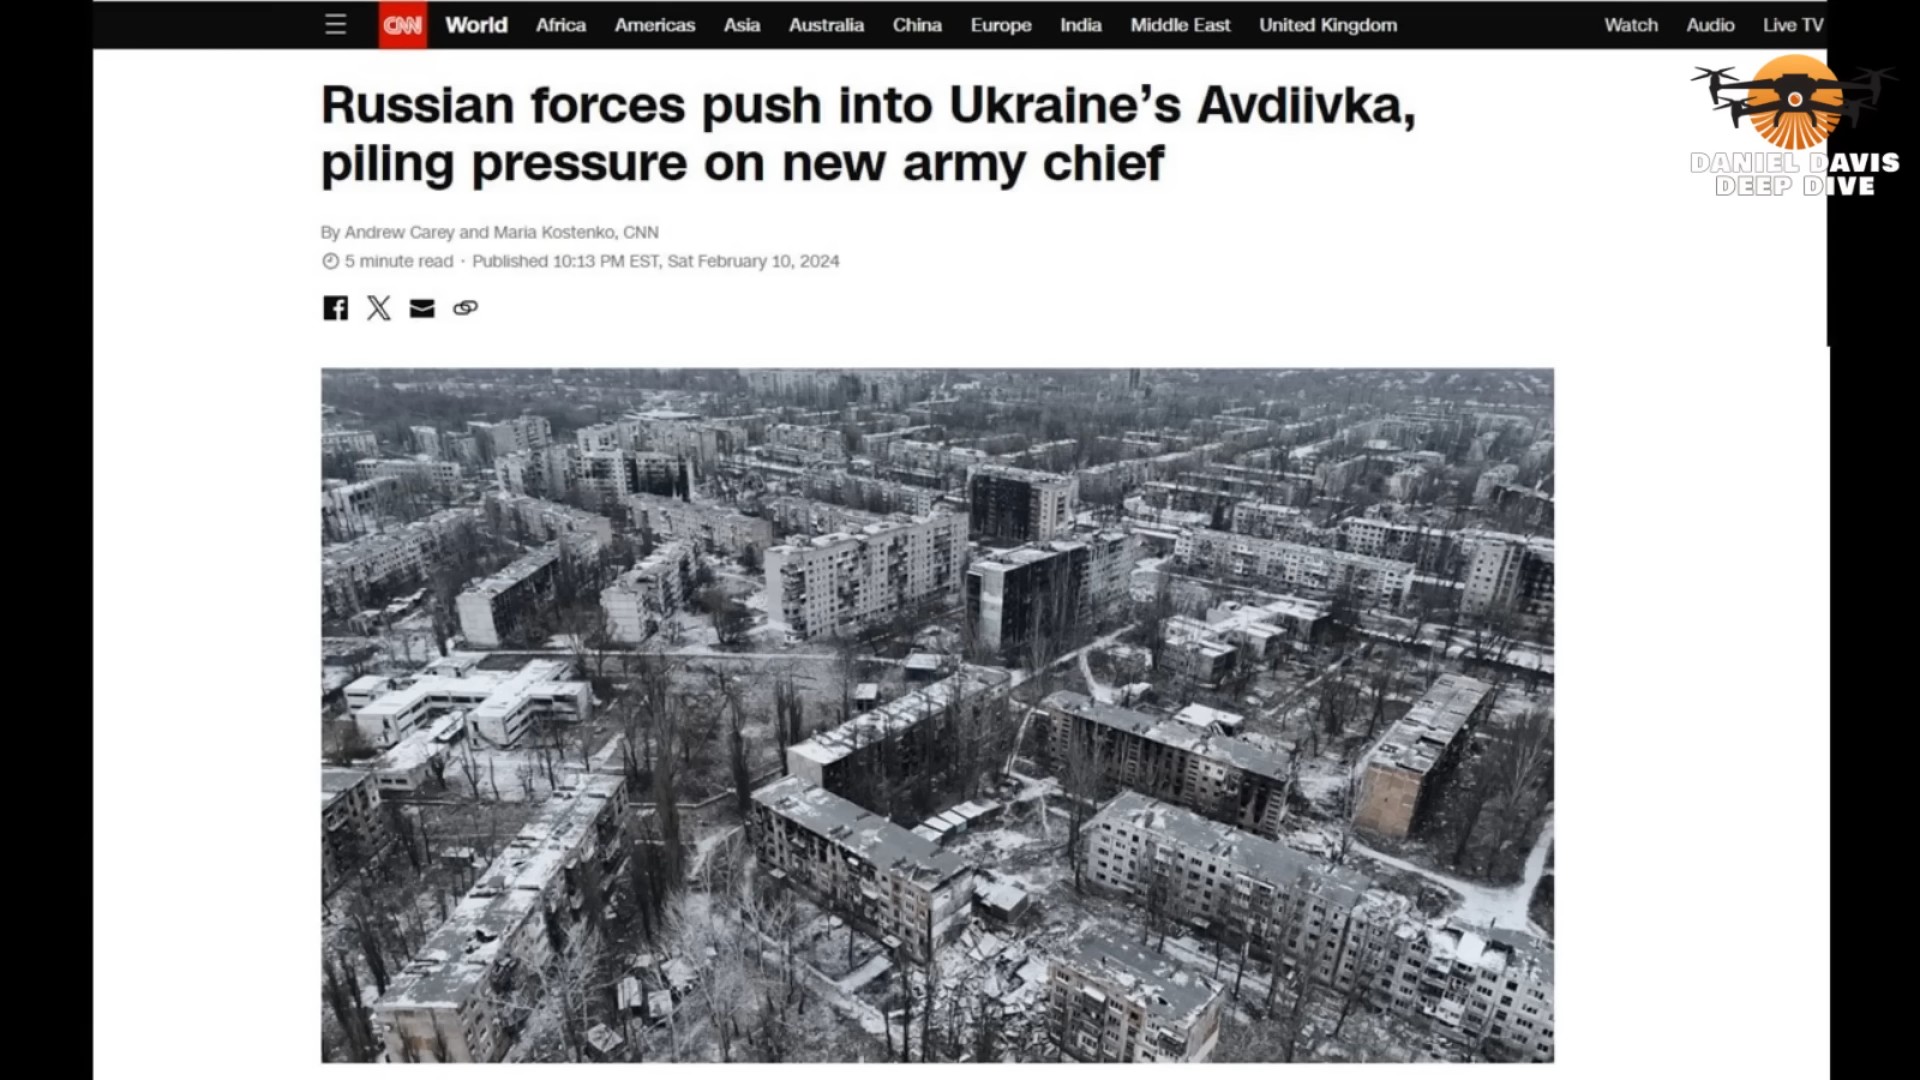 CNN World Africa Americas Asia Australia China Europe India Middle East United Kingdom Watch Audio Live TV
Russian forces push into Ukraine's Avdiivka,
piling pressure on new army chief
By Andrew Carey and Maria Kostenko, CNN
5 minute read · Published 10:13 PM EST, Sat February 10, 2024
DANIEL DAVIS
DEEP DIVE